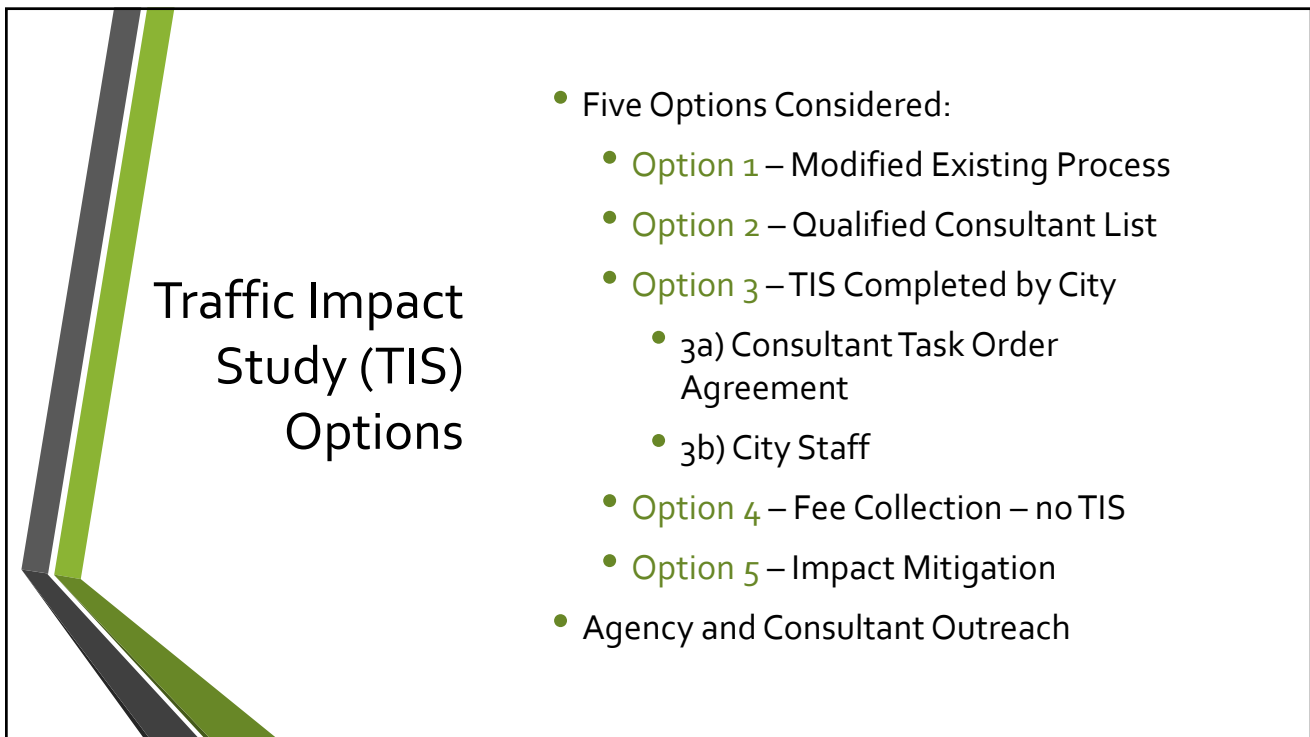 Traffic Impact
Study (TIS)
Options
• Five Options Considered:
• Option 1 – Modified Existing Process
• Option 2 – Qualified Consultant List
• Option 3 – TIS Completed by City
• 3a) Consultant Task Order
Agreement
• 3b) City Staff
• Option 4 – Fee Collection – no TIS
• Option 5 – Impact Mitigation
• Agency and Consultant Outreach